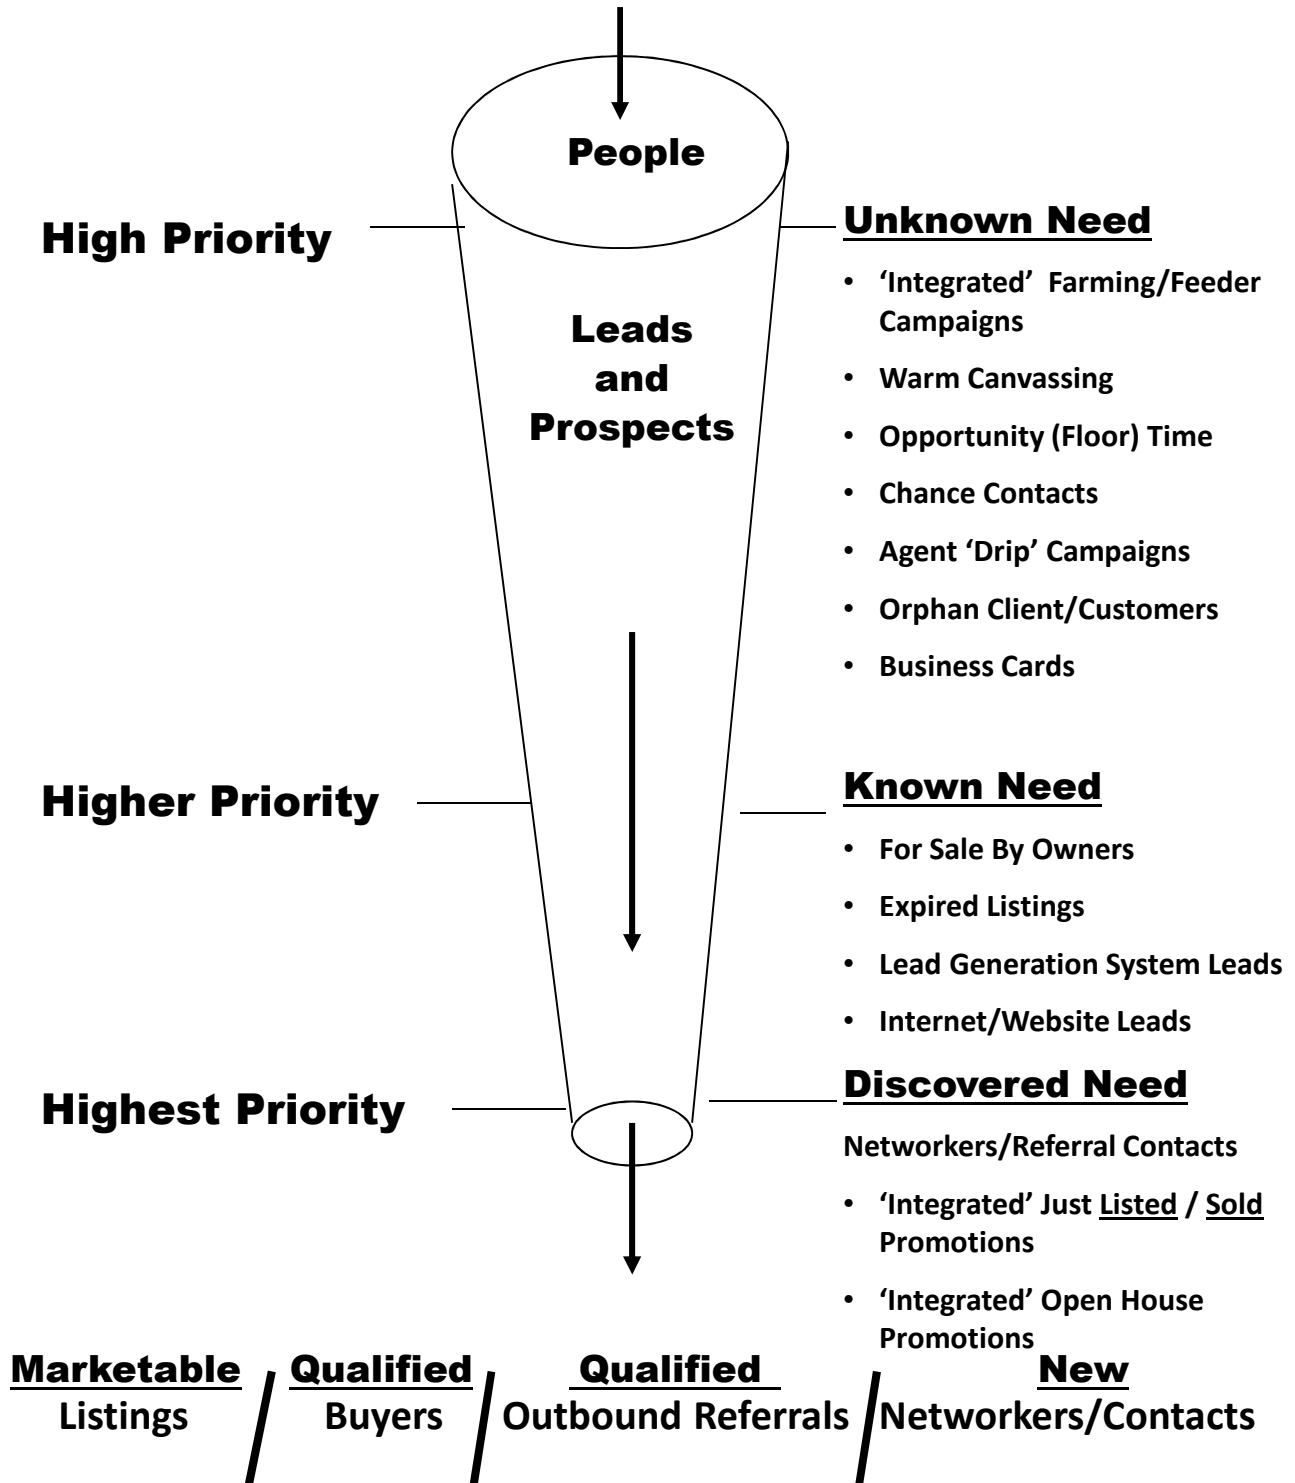 People
High Priority
Leads
and
Prospects
Unknown Need
• ‘Integrated’ Farming/Feeder
Campaigns
• Warm Canvassing
• Opportunity (Floor) Time
• Chance Contacts
• Agent ‘Drip’ Campaigns
• Orphan Client/Customers
• Business Cards
Higher Priority
Known Need
• For Sale By Owners
• Expired Listings
• Lead Generation System Leads
• Internet/Website Leads
Highest Priority
Discovered Need
Networkers/Referral Contacts
• ‘Integrated’ Just Listed / Sold
Promotions
• ‘Integrated’ Open House
Promotions
Marketable
Listings
Qualified
Buyers
Qualified
Outbound Referrals
New
Networkers/Contacts